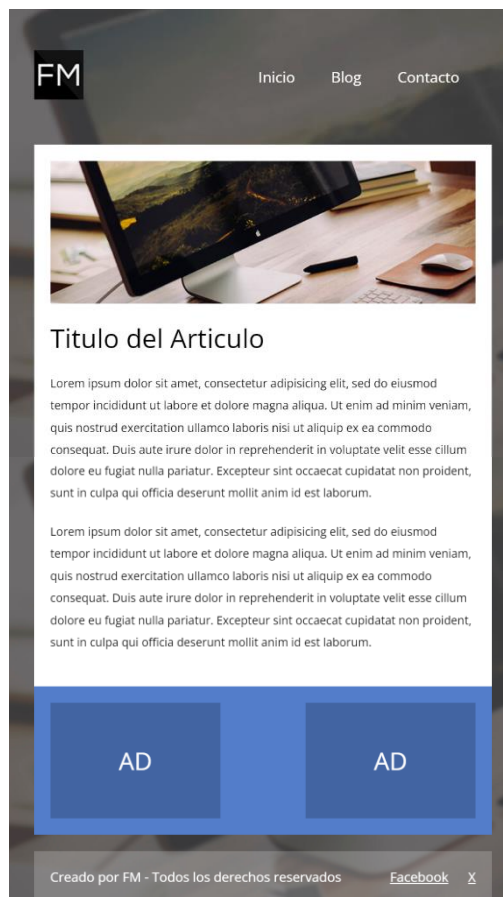 FM
Inicio Blog Contacto
Titulo del Articulo
Lorem ipsum dolor sit amet, consectetur adipisicing elit, sed do eiusmod
tempor incididunt ut labore et dolore magna aliqua. Ut enim ad minim veniam,
quis nostrud exercitation ullamco laboris nisi ut aliquip ex ea commodo
consequat. Duis aute irure dolor in reprehenderit in voluptate velit esse cillum
dolore eu fugiat nulla pariatur. Excepteur sint occaecat cupidatat non proident,
sunt in culpa qui officia deserunt mollit anim id est laborum.
Lorem ipsum dolor sit amet, consectetur adipisicing elit, sed do eiusmod
tempor incididunt ut labore et dolore magna aliqua. Ut enim ad minim veniam,
quis nostrud exercitation ullamco laboris nisi ut aliquip ex ea commodo
consequat. Duis aute irure dolor in reprehenderit in voluptate velit esse cillum
dolore eu fugiat nulla pariatur. Excepteur sint occaecat cupidatat non proident,
sunt in culpa qui officia deserunt mollit anim id est laborum.
AD AD
Creado por FM - Todos los derechos reservados Facebook X